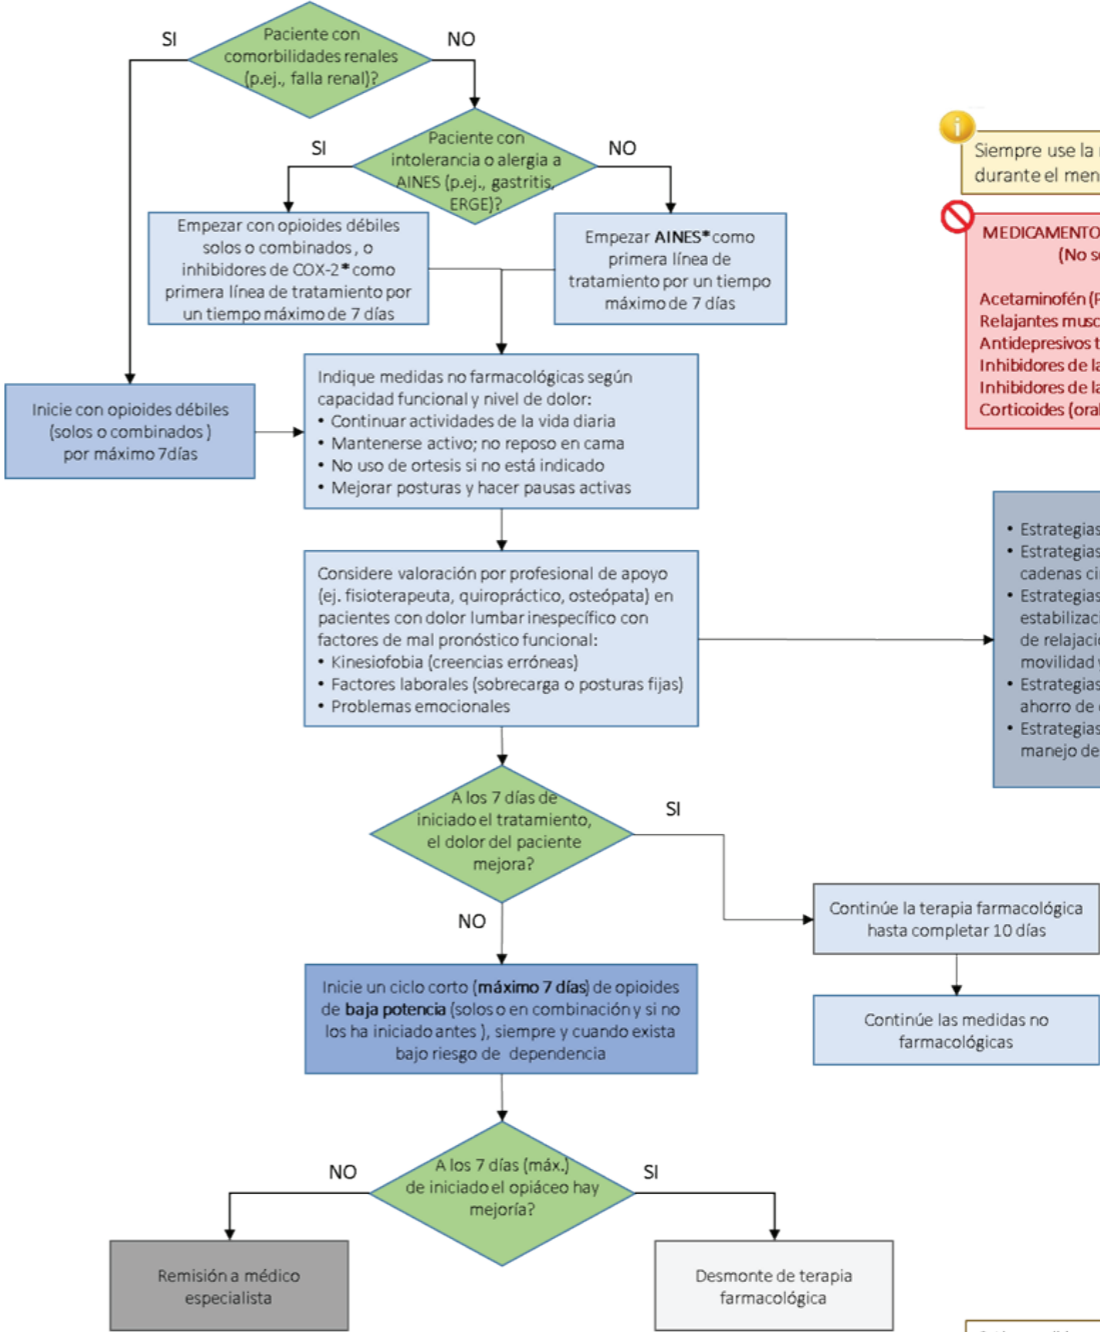 SI
Paciente con
comorbilidades renales
(p.ej., falla renal)?
NO
SI
Paciente con
intolerancia o alergia a
AINES (p.ej., gastritis,
ERGE)?
NO
Empezar con opioides débiles
solos o combinados , o
inhibidores de COX-2* como
primera línea de tratamiento por
un tiempo máximo de 7 días
Empezar AINES* como
primera línea de
tratamiento por un tiempo
máximo de 7 días
Inicie con opioides débiles
(solos o combinados )
por máximo 7días
Indique medidas no farmacológicas según
capacidad funcional y nivel de dolor:
• Continuar actividades de la vida diaria
• Mantenerse activo; no reposo en cama
• No uso de ortesis si no está indicado
• Mejorar posturas y hacer pausas activas
Considere valoración por profesional de apoyo
(ej. fisioterapeuta, quiropráctico, osteópata) en
pacientes con dolor lumbar inespecífico con
factores de mal pronóstico funcional:
• Kinesiofobia (creencias erróneas)
• Factores laborales (sobrecarga o posturas fijas)
• Problemas emocionales
A los 7 días de
iniciado el tratamiento,
el dolor del paciente
mejora?
SI
NO
Continúe la terapia farmacológica
hasta completar 10 días
Continúe las medidas no
farmacológicas
Inicie un ciclo corto (máximo 7 días) de opioides
de baja potencia (solos o en combinación y si no
los ha iniciado antes ), siempre y cuando exista
bajo riesgo de dependencia
A los 7 días (máx.)
de iniciado el opiáceo hay
mejoría?
NO
SI
Remisión a médico
especialista
Desmonte de terapia
farmacológica
i
Siempre use la
durante el men
MEDICAMENTO
(No s
Acetaminofén (
Relajantes musc
Antidepresivos t
Inhibidores de la
Inhibidores de la
Corticoides (oral
• Estrategias
• Estrategias
cadenas ci
• Estrategias
estabilizaci
de relajaci
movilidad
• Estrategias
ahorro de
• Estrategias
manejo de